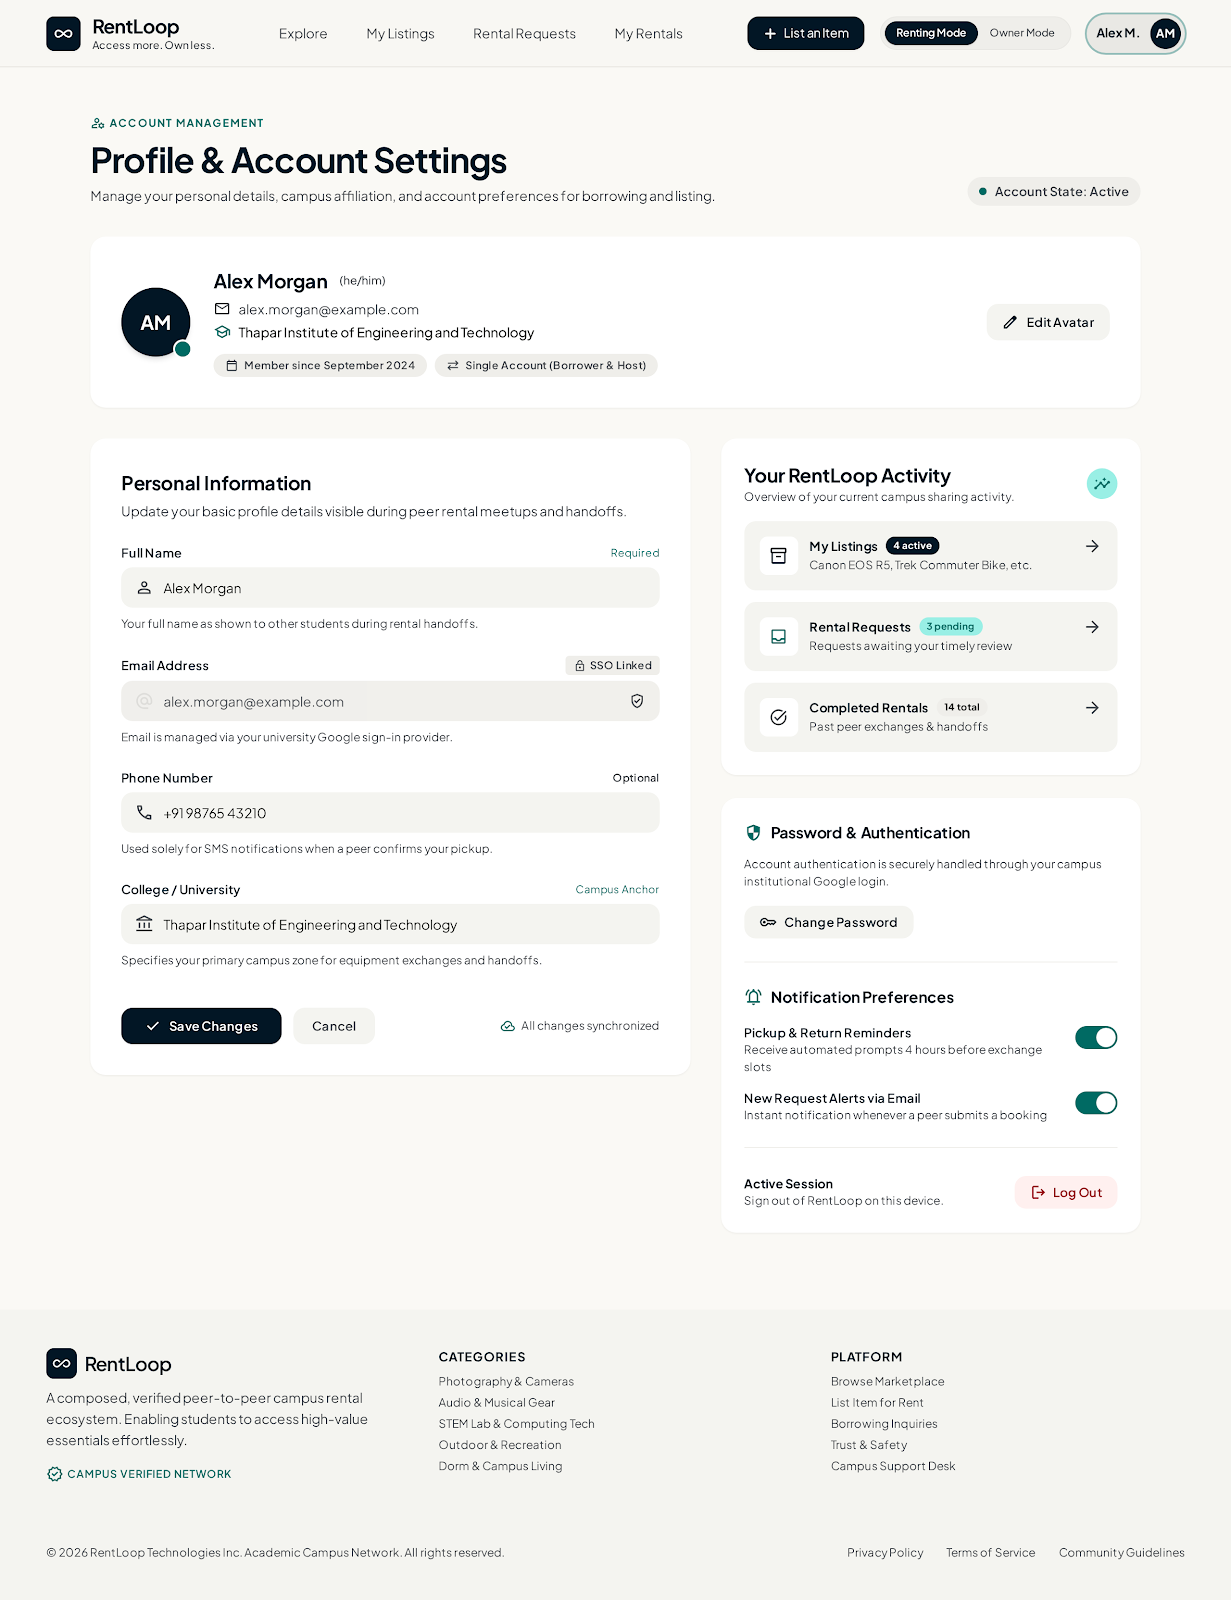 RentLoop
Access more. Own less.
Explore
My Listings
Rental Requests
My Rentals
List an Item
Renting Mode
Owner Mode
Alex M.
AM
ACCOUNT MANAGEMENT
Profile & Account Settings
Manage your personal details, campus affiliation, and account preferences for borrowing and listing.
Account State: Active
AM
Alex Morgan (he/him)
alex.morgan@example.com
Thapar Institute of Engineering and Technology
Member since September 2024
Single Account (Borrower & Host)
Edit Avatar
Personal Information
Update your basic profile details visible during peer rental meetups and handoffs.
Full Name
Required
Alex Morgan
Your full name as shown to other students during rental handoffs.
Email Address
SSO Linked
alex.morgan@example.com
Email is managed via your university Google sign-in provider.
Phone Number
Optional
+91 98765 43210
Used solely for SMS notifications when a peer confirms your pickup.
College / University
Campus Anchor
Thapar Institute of Engineering and Technology
Specifies your primary campus zone for equipment exchanges and handoffs.
Save Changes
Cancel
All changes synchronized
Your RentLoop Activity
Overview of your current campus sharing activity.
My Listings
4 active
Canon EOS R5, Trek Commuter Bike, etc.
Rental Requests
3 pending
Requests awaiting your timely review
Completed Rentals
14 total
Past peer exchanges & handoffs
Password & Authentication
Account authentication is securely handled through your campus
institutional Google login.
Change Password
Notification Preferences
Pickup & Return Reminders
Receive automated prompts 4 hours before exchange
slots
New Request Alerts via Email
Instant notification whenever a peer submits a booking
Active Session
Sign out of RentLoop on this device.
Log Out
RentLoop
A composed, verified peer-to-peer campus rental
ecosystem. Enabling students to access high-value
essentials effortlessly.
CAMPUS VERIFIED NETWORK
CATEGORIES
Photography & Cameras
Audio & Musical Gear
STEM Lab & Computing Tech
Outdoor & Recreation
Dorm & Campus Living
PLATFORM
Browse Marketplace
List Item for Rent
Borrowing Inquiries
Trust & Safety
Campus Support Desk
© 2026 RentLoop Technologies Inc. Academic Campus Network. All rights reserved.
Privacy Policy
Terms of Service
Community Guidelines